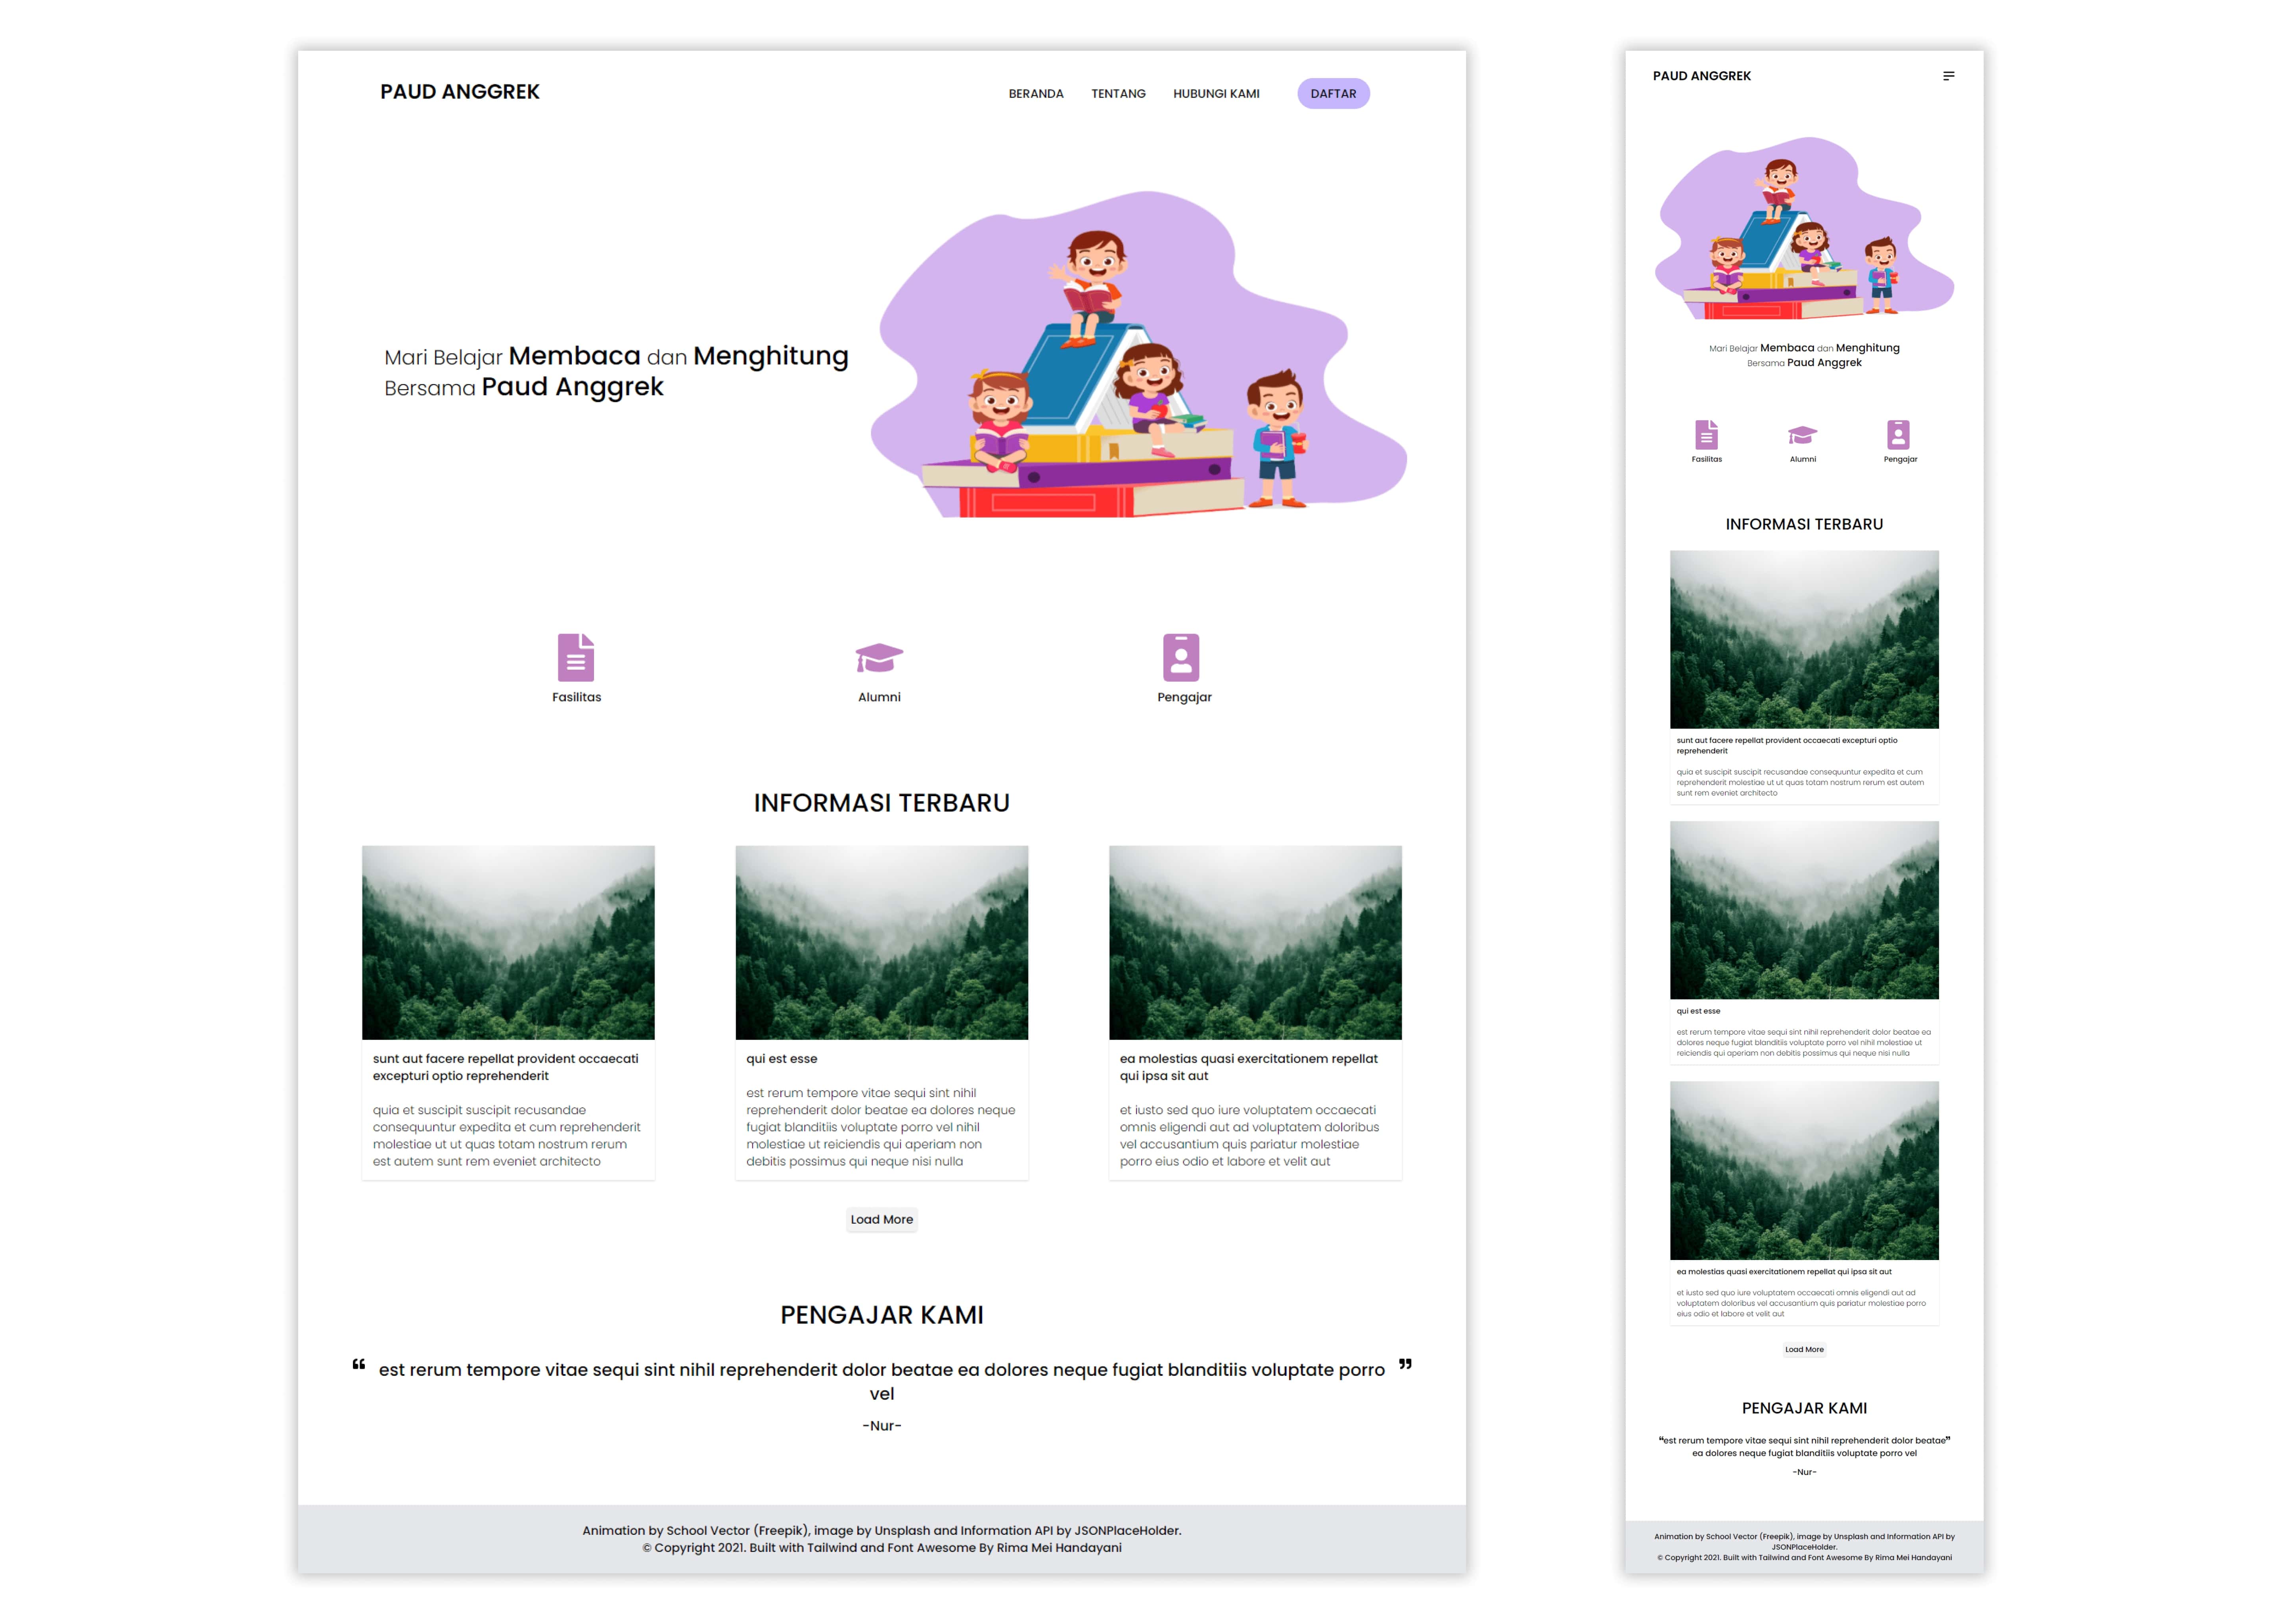 PAUD ANGGREK
BERANDA TENTANG HUBUNGI KAMI DAFTAR
Mari Belajar Membaca dan Menghitung
Bersama Paud Anggrek
Fasilitas Alumni Pengajar
INFORMASI TERBARU
sunt aut facere repellat provident occaecati
excepturi optio reprehenderit
quia et suscipit suscipit recusandae
consequuntur expedita et cum reprehenderit
molestiae ut ut quas totam nostrum rerum
est autem sunt rem eveniet architecto
qui est esse
est rerum tempore vitae sequi sint nihil
reprehenderit dolor beatae ea dolores neque
fugiat blanditiis voluptate porro vel nihil
molestiae ut reiciendis qui aperiam non
debitis possimus qui neque nisi nulla
ea molestias quasi exercitationem repellat
qui ipsa sit aut
et iusto sed quo iure voluptatem occaecati
omnis eligendi aut ad voluptatem doloribus
vel accusantium quis pariatur molestiae
porro eius odio et labore et velit aut
Load More
PENGAJAR KAMI
❝ est rerum tempore vitae sequi sint nihil reprehenderit dolor beatae ea dolores neque fugiat blanditiis voluptate porro ❞
vel
-Nur-
Animation by School Vector (Freepik), image by Unsplash and Information API by JSONPlaceHolder.
© Copyright 2021. Built with Tailwind and Font Awesome By Rima Mei Handayani
PAUD ANGGREK
Mari Belajar Membaca dan Menghitung
Bersama Paud Anggrek
Fasilitas Alumni Pengajar
INFORMASI TERBARU
sunt aut facere repellat provident occaecati excepturi optio
reprehenderit
quia et suscipit suscipit recusandae consequuntur expedita et cum
reprehenderit molestiae ut ut quas totam nostrum rerum est autem
sunt rem eveniet architecto
qui est esse
est rerum tempore vitae sequi sint nihil reprehenderit dolor beatae ea
dolores neque fugiat blanditiis voluptate porro vel nihil molestiae ut
reiciendis qui aperiam non debitis possimus qui neque nisi nulla
ea molestias quasi exercitationem repellat qui ipsa sit aut
et iusto sed quo iure voluptatem occaecati omnis eligendi aut ad
voluptatem doloribus vel accusantium quis pariatur molestiae porro
eius odio et labore et velit aut
Load More
PENGAJAR KAMI
❝est rerum tempore vitae sequi sint nihil reprehenderit dolor beatae❞
ea dolores neque fugiat blanditiis voluptate porro vel
-Nur-
Animation by School Vector (Freepik), image by Unsplash and Information API by
JSONPlaceHolder.
© Copyright 2021. Built with Tailwind and Font Awesome By Rima Mei Handayani